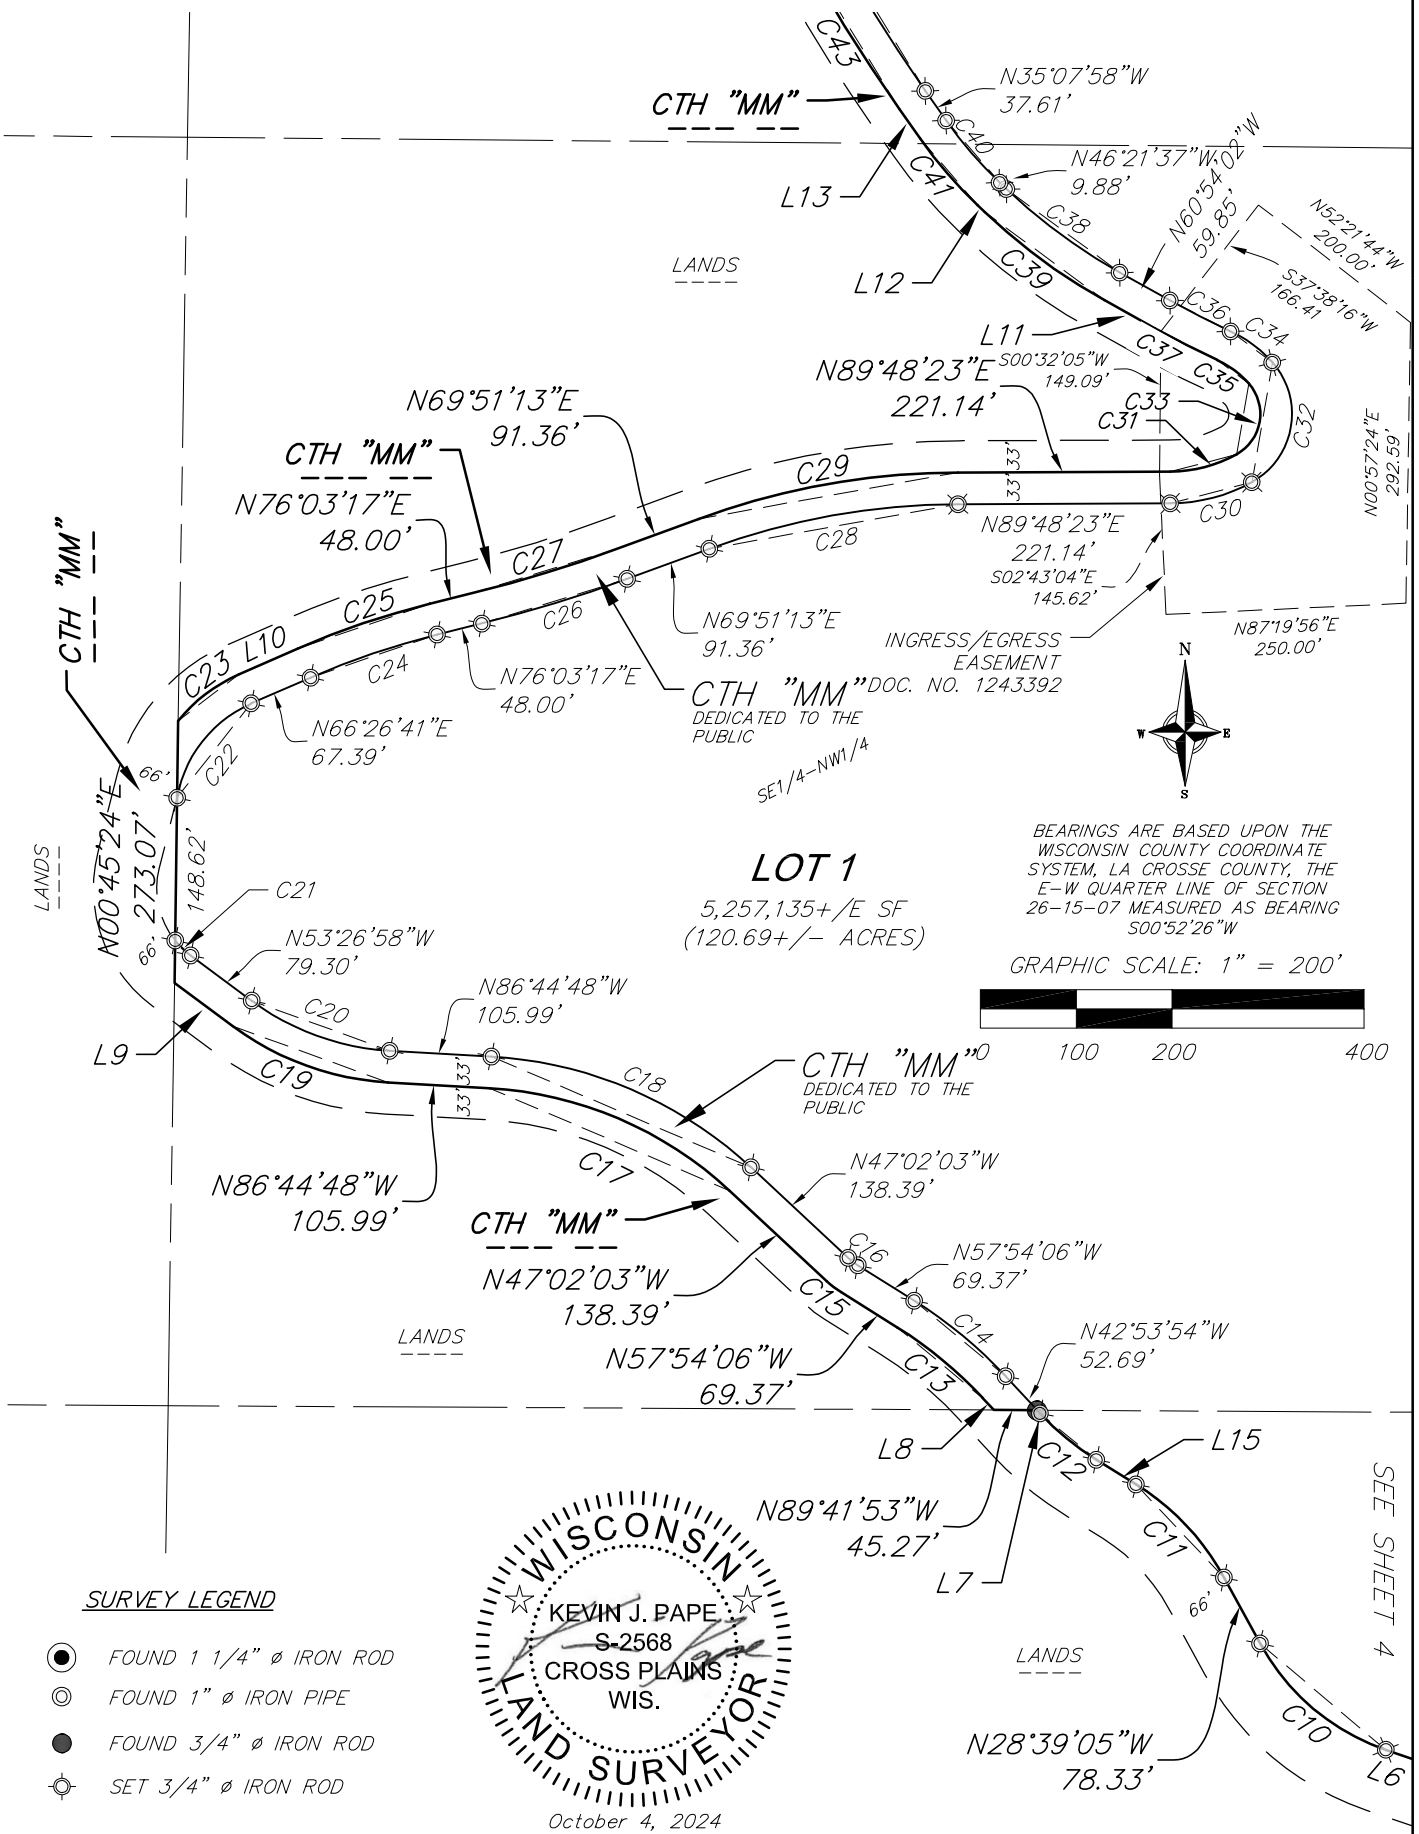 C43
CTH "MM"
N35°07'58"W
37.61'
C40
N46°21'37"W
9.88'
N60°54'02"W
59.85'
L13
C41
C38
N52°21'44"W
200.00'
S37°38'16"W
166.41
LANDS
L12
C39
C36
C34
L11
C37
S00°32'05"W
149.09'
C35
N89°48'23"E
221.14'
C33
C31
C32
N00°57'24"E
292.59'
N69°51'13"E
91.36'
CTH "MM"
C29
33'
33'
N76°03'17"E
48.00'
C30
C28
N89°48'23"E
221.14'
CTH "MM"
C27
S02°43'04"E
145.62'
C25
C26
N69°51'13"E
91.36'
INGRESS/EGRESS
EASEMENT
DOC. NO. 1243392
N87°19'56"E
250.00'
L10
C23
C24
N76°03'17"E
48.00'
CTH "MM"
DEDICATED TO THE
PUBLIC
N
W
E
S
N66°26'41"E
67.39'
C22
66'
SE1/4-NW1/4
N00°45'24"E
273.07'
148.62'
LANDS
LOT 1
5,257,135+/E SF
(120.69+/- ACRES)
BEARINGS ARE BASED UPON THE
WISCONSIN COUNTY COORDINATE
SYSTEM, LA CROSSE COUNTY, THE
E-W QUARTER LINE OF SECTION
26-15-07 MEASURED AS BEARING
S00°52'26"W
C21
66'
N53°26'58"W
79.30'
GRAPHIC SCALE: 1" = 200'
0
100
200
400
N86°44'48"W
105.99'
C20
L9
C19
33'
33'
C18
CTH "MM"
DEDICATED TO THE
PUBLIC
C17
N86°44'48"W
105.99'
N47°02'03"W
138.39'
CTH "MM"
C16
N57°54'06"W
69.37'
N47°02'03"W
138.39'
C15
C14
LANDS
N42°53'54"W
52.69'
N57°54'06"W
69.37'
C13
L8
C12
L15
N89°41'53"W
45.27'
C11
L7
SEE SHEET 4
66'
LANDS
C10
N28°39'05"W
78.33'
L6
SURVEY LEGEND
FOUND 1 1/4" ø IRON ROD
FOUND 1" ø IRON PIPE
FOUND 3/4" ø IRON ROD
SET 3/4" ø IRON ROD
WISCONSIN
KEVIN J. PAPE
S-2568
CROSS PLAINS
WIS.
LAND SURVEYOR
October 4, 2024